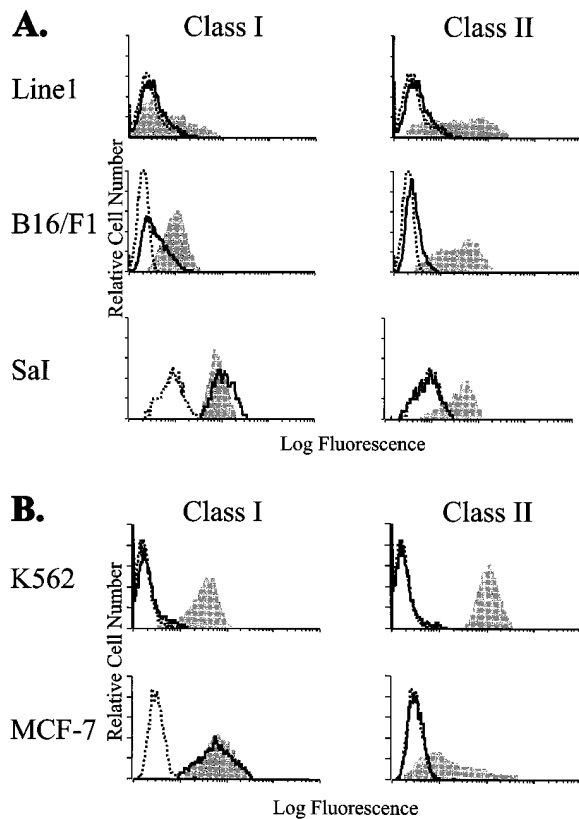 A.
Class I
Class II
Line1
B16/F1
SaI
Relative Cell Number
Log Fluorescence
B.
Class I
Class II
K562
MCF-7
Relative Cell Number
Log Fluorescence